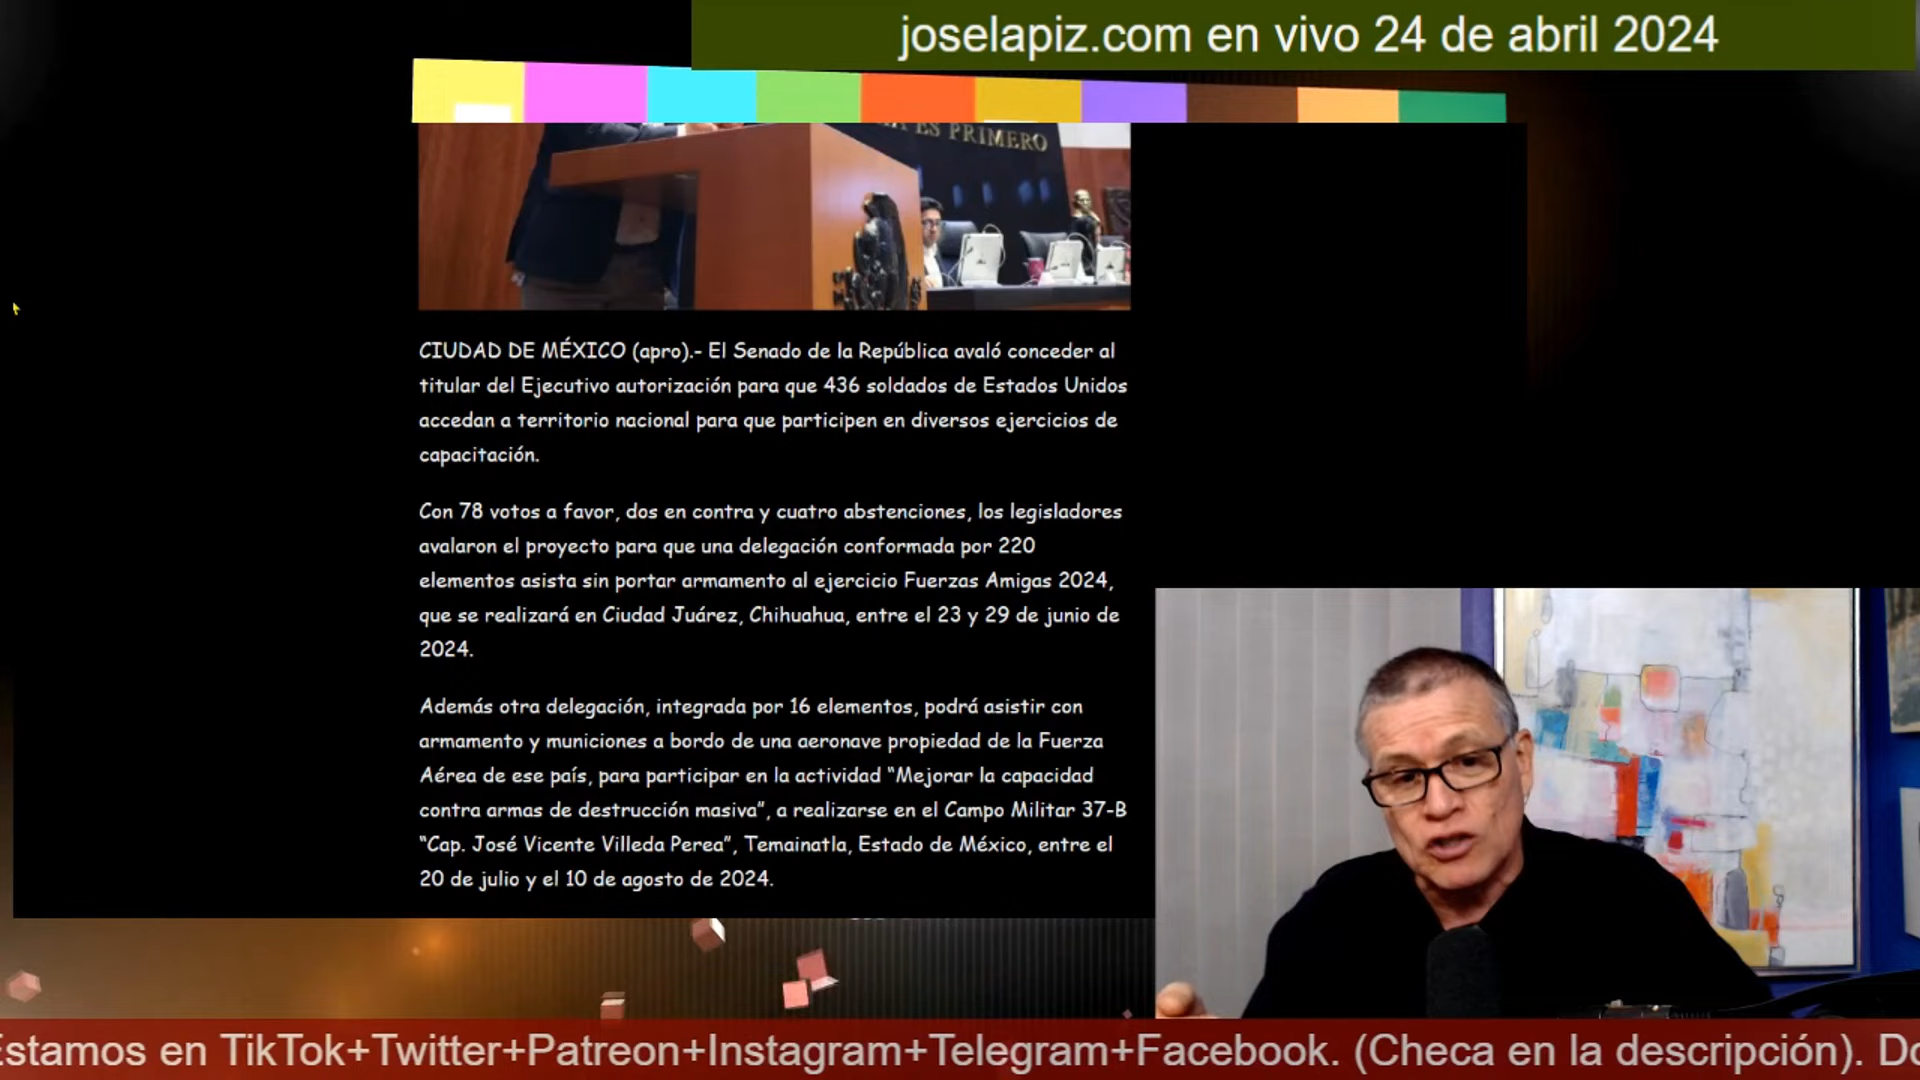 joselapiz.com en vivo 24 de abril 2024
ES PRIMERO
CIUDAD DE MÉXICO (apro).- El Senado de la República avaló conceder al
titular del Ejecutivo autorización para que 436 soldados de Estados Unidos
accedan a territorio nacional para que participen en diversos ejercicios de
capacitación.
Con 78 votos a favor, dos en contra y cuatro abstenciones, los legisladores
avalaron el proyecto para que una delegación conformada por 220
elementos asista sin portar armamento al ejercicio Fuerzas Amigas 2024,
que se realizará en Ciudad Juárez, Chihuahua, entre el 23 y 29 de junio de
2024.
Además otra delegación, integrada por 16 elementos, podrá asistir con
armamento y municiones a bordo de una aeronave propiedad de la Fuerza
Aérea de ese país, para participar en la actividad “Mejorar la capacidad
contra armas de destrucción masiva”, a realizarse en el Campo Militar 37-B
“Cap. José Vicente Villeda Perea”, Temainatla, Estado de México, entre el
20 de julio y el 10 de agosto de 2024.
Estamos en TikTok+Twitter+Patreon+Instagram+Telegram+Facebook. (Checa en la descripción).